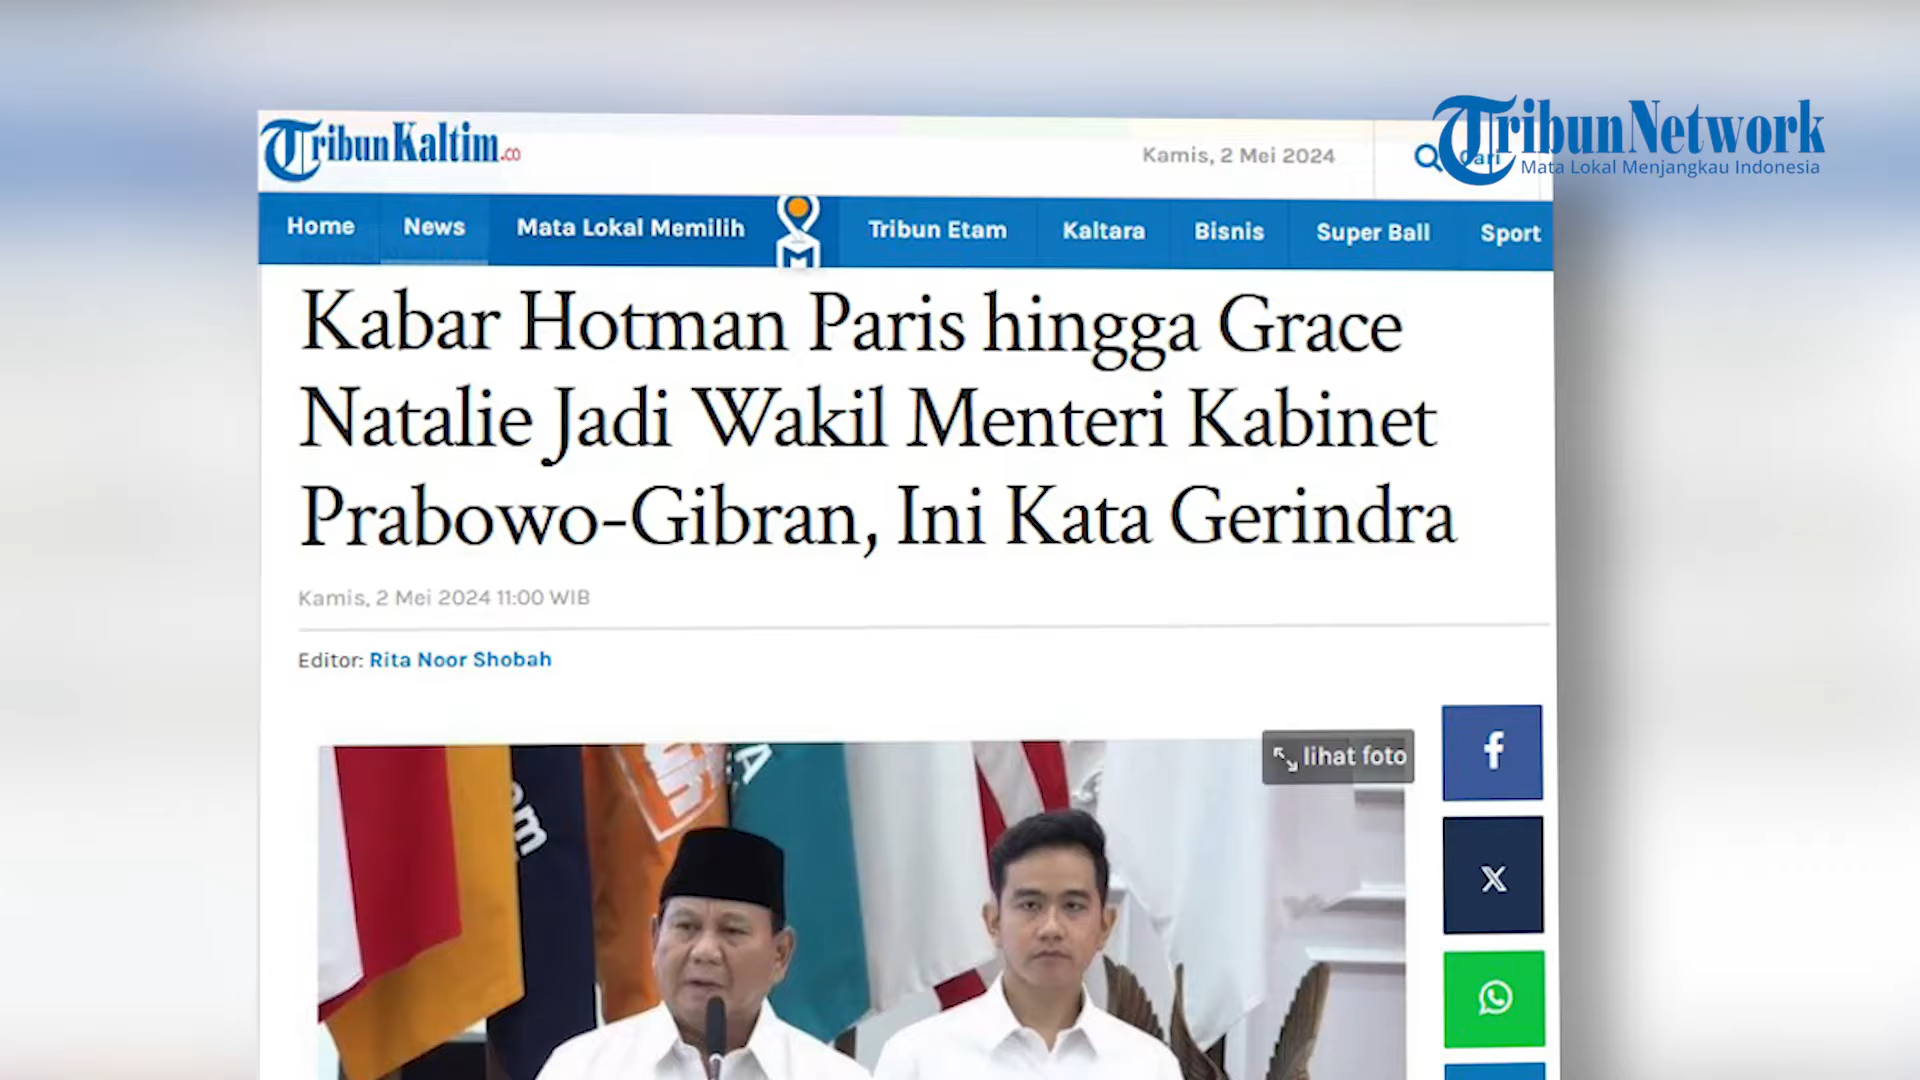 TribunKaltim.co
Kamis, 2 Mei 2024
Cari
TribunNetwork
Mata Lokal Menjangkau Indonesia
Home News Mata Lokal Memilih M Tribun Etam Kaltara Bisnis Super Ball Sport
Kabar Hotman Paris hingga Grace
Natalie Jadi Wakil Menteri Kabinet
Prabowo-Gibran, Ini Kata Gerindra
Kamis, 2 Mei 2024 11:00 WIB
Editor: Rita Noor Shobah
lihat foto
f
X